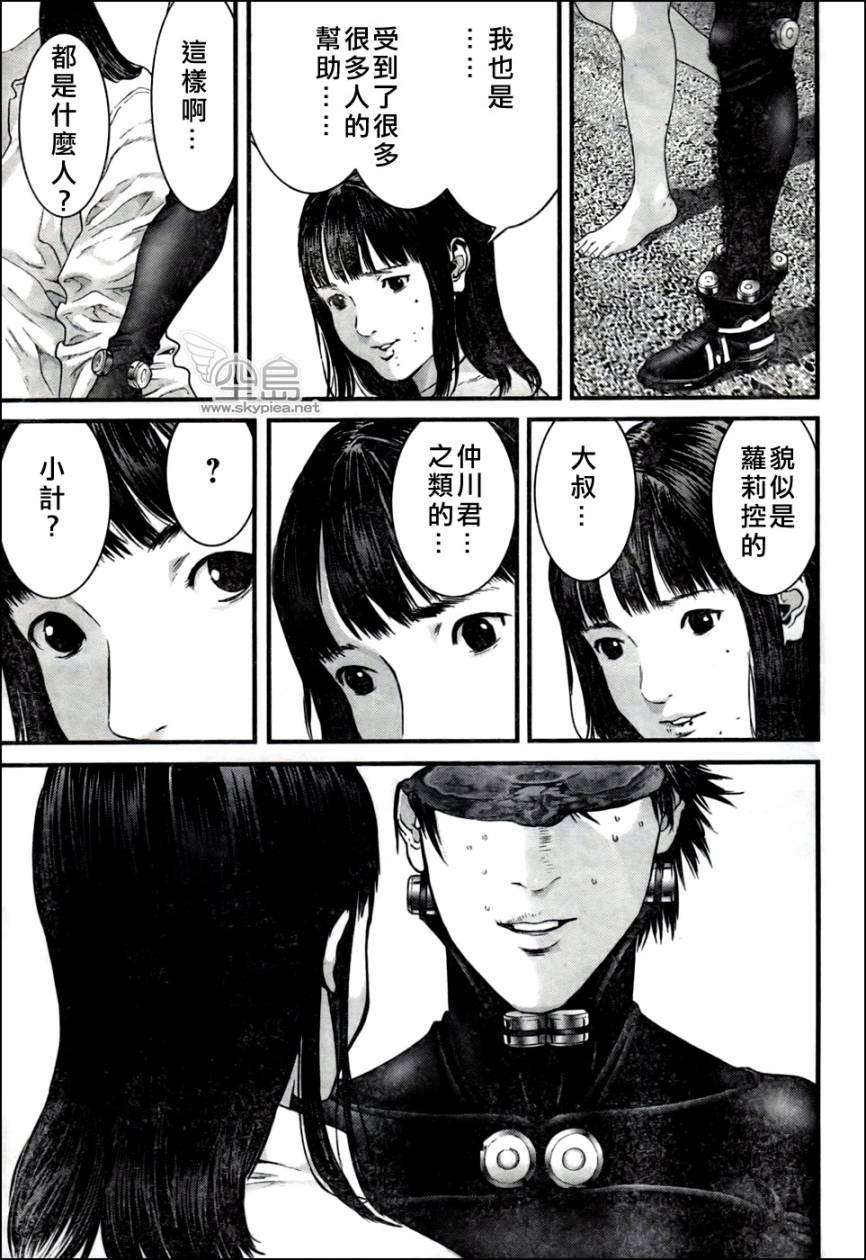 我也是
……
受到了很多
很多人的
幫助……
這樣啊…
都是什麼人？
貌似是
蘿莉控的
大叔…
仲川君…
之類的…
？
小計？
空島
www.skypiea.net